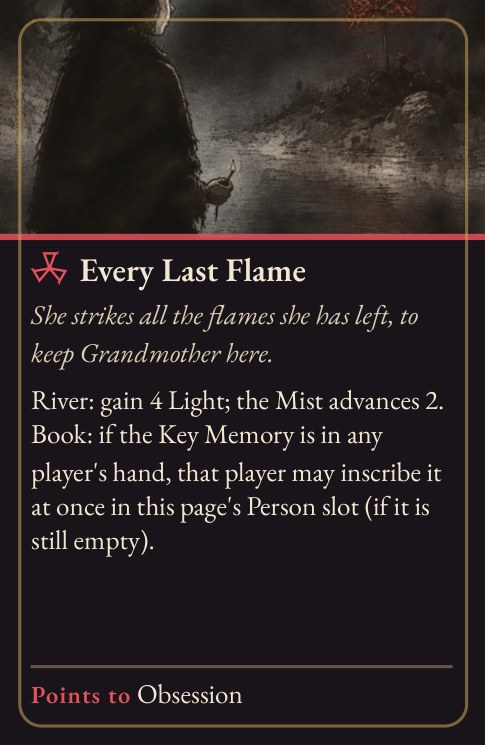 Every Last Flame
She strikes all the flames she has left, to
keep Grandmother here.
River: gain 4 Light; the Mist advances 2.
Book: if the Key Memory is in any
player's hand, that player may inscribe it
at once in this page's Person slot (if it is
still empty).
Points to Obsession